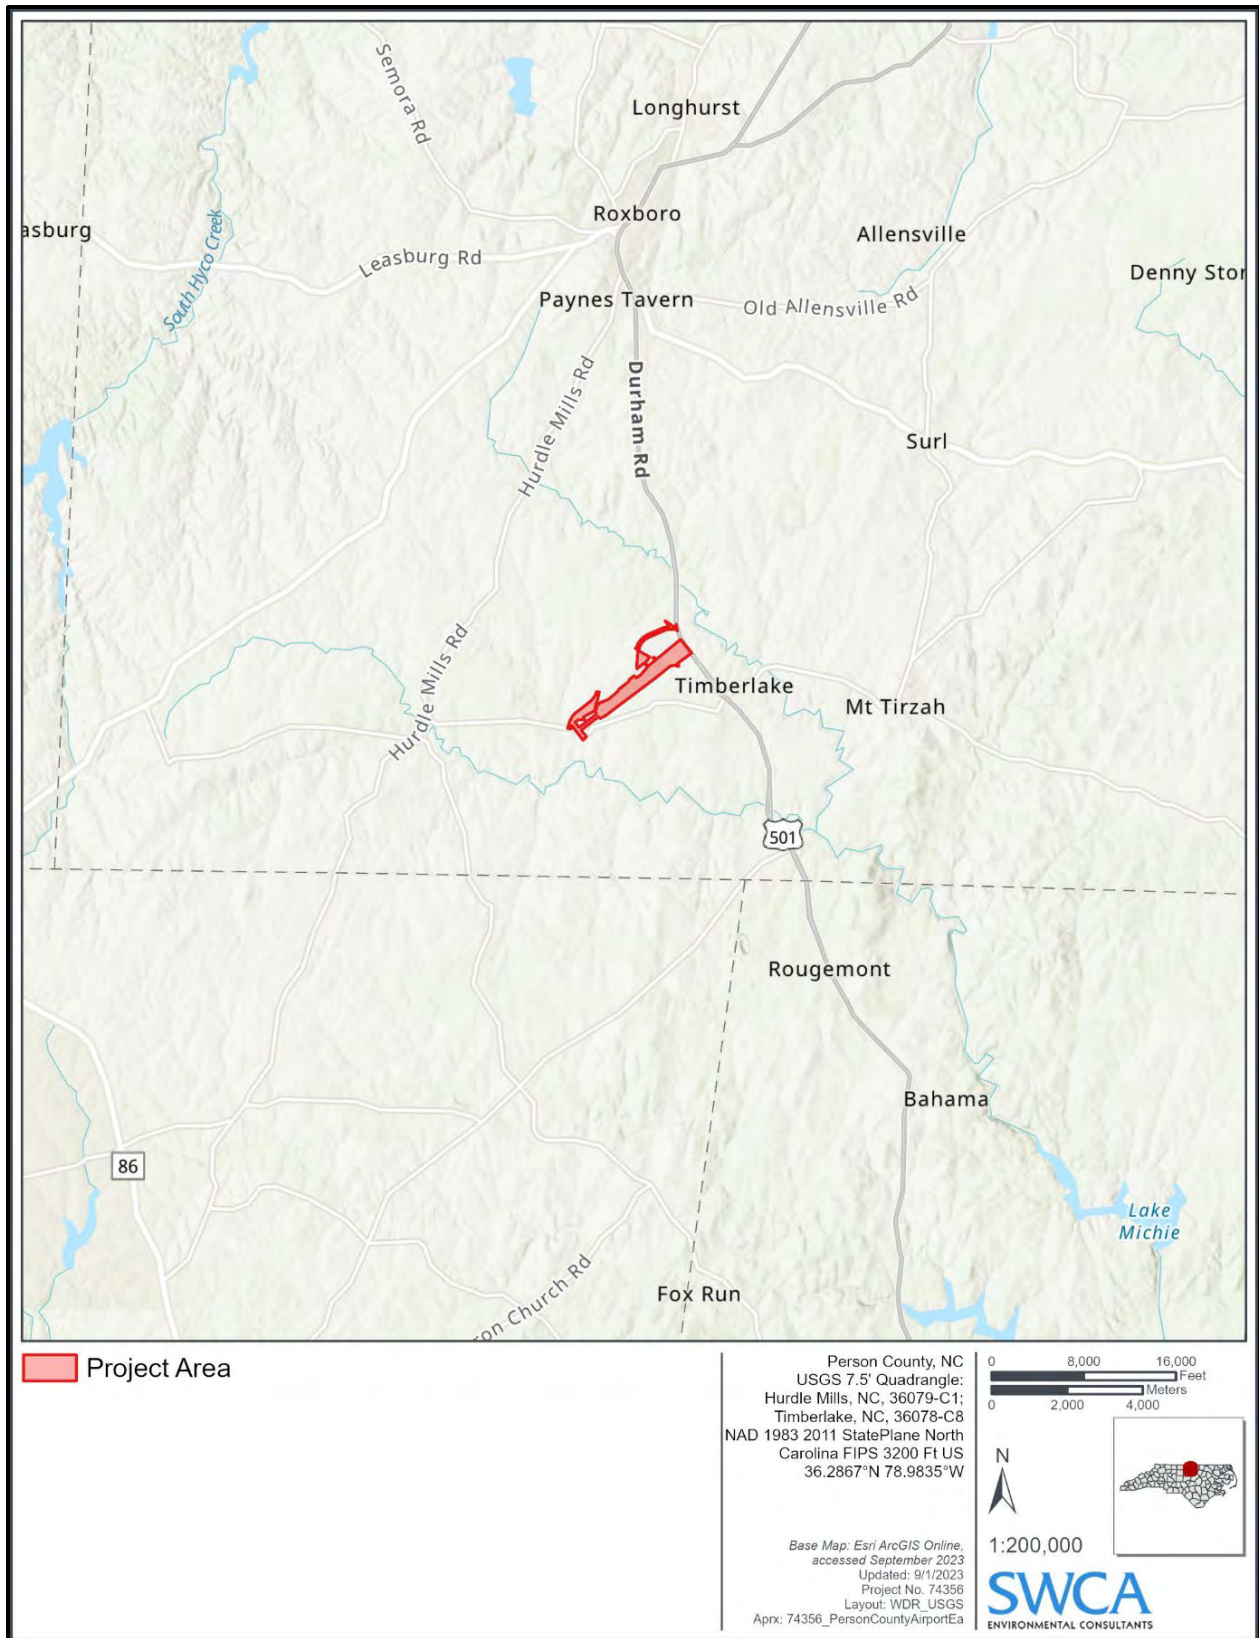 Semora Rd
Longhurst
Roxboro
asburg
South Hyco Creek
Leasburg Rd
Allensville
Denny Stor
Paynes Tavern
Old Allensville Rd
Hurdle Mills Rd
Durham Rd
Surl
Hurdle Mills Rd
Timberlake
Mt Tirzah
501
Rougemont
Bahama
86
Lake
Michie
Fox Run
ron Church Rd
Project Area
Person County, NC
USGS 7.5' Quadrangle:
Hurdle Mills, NC, 36079-C1;
Timberlake, NC, 36078-C8
NAD 1983 2011 StatePlane North
Carolina FIPS 3200 Ft US
36.2867°N 78.9835°W
Base Map: Esri ArcGIS Online,
accessed September 2023
Updated: 9/1/2023
Project No. 74356
Layout: WDR_USGS
Aprx: 74356_PersonCountyAirportEa
0 8,000 16,000
Feet
Meters
0 2,000 4,000
N
1:200,000
SWCA
ENVIRONMENTAL CONSULTANTS